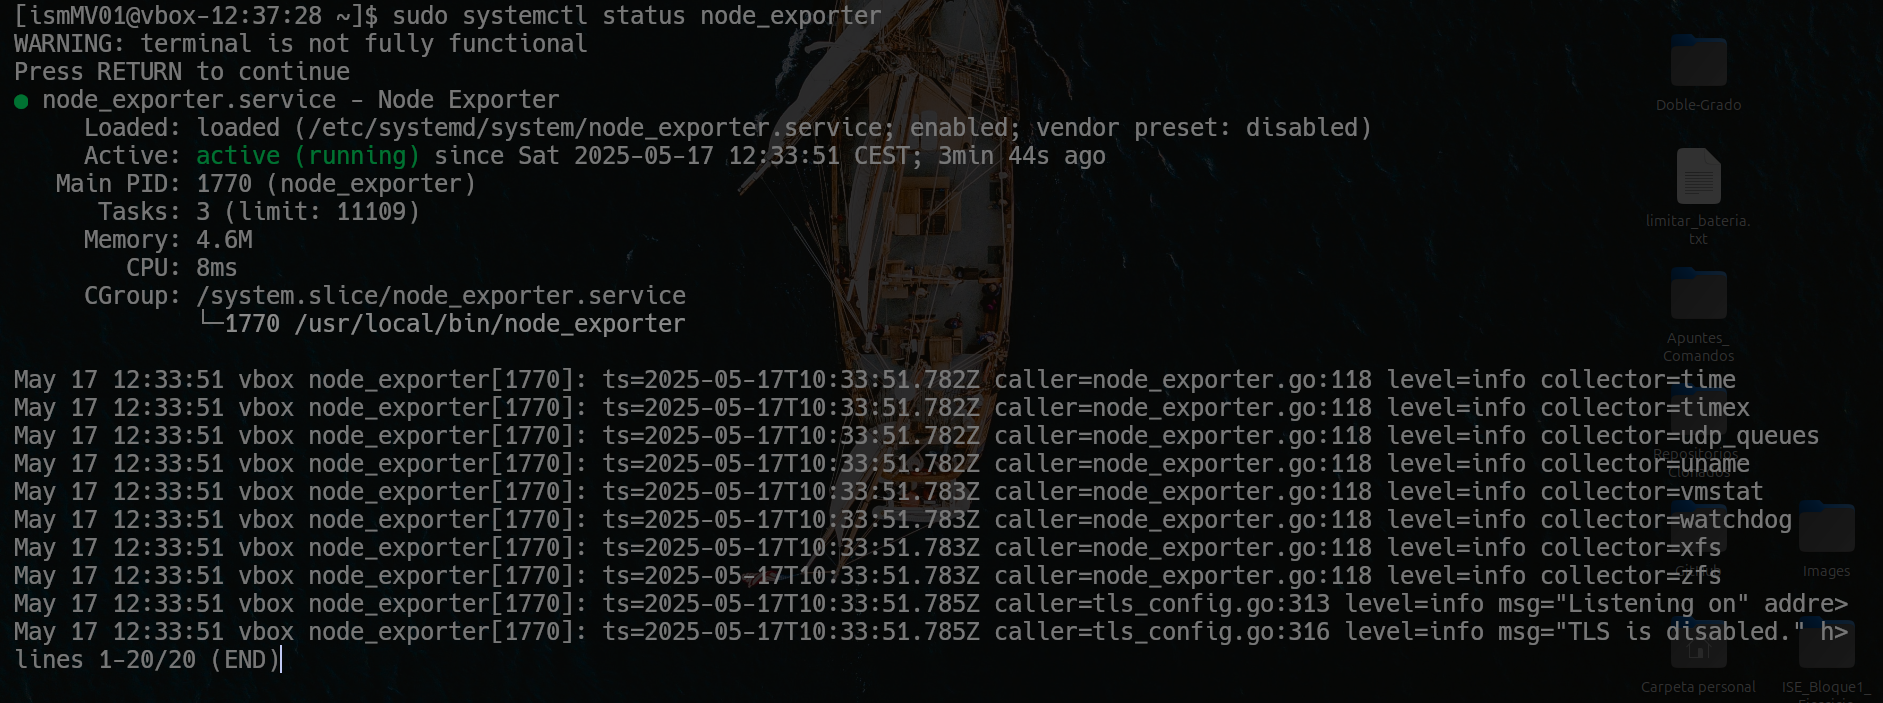 [ismMV01@vbox-12:37:28 ~]$ sudo systemctl status node_exporter
WARNING: terminal is not fully functional
Press RETURN to continue
● node_exporter.service - Node Exporter
Loaded: loaded (/etc/systemd/system/node_exporter.service; enabled; vendor preset: disabled)
Active: active (running) since Sat 2025-05-17 12:33:51 CEST; 3min 44s ago
Main PID: 1770 (node_exporter)
Tasks: 3 (limit: 11109)
Memory: 4.6M
CPU: 8ms
CGroup: /system.slice/node_exporter.service
└─1770 /usr/local/bin/node_exporter
May 17 12:33:51 vbox node_exporter[1770]: ts=2025-05-17T10:33:51.782Z caller=node_exporter.go:118 level=info collector=time
May 17 12:33:51 vbox node_exporter[1770]: ts=2025-05-17T10:33:51.782Z caller=node_exporter.go:118 level=info collector=timex
May 17 12:33:51 vbox node_exporter[1770]: ts=2025-05-17T10:33:51.782Z caller=node_exporter.go:118 level=info collector=udp_queues
May 17 12:33:51 vbox node_exporter[1770]: ts=2025-05-17T10:33:51.782Z caller=node_exporter.go:118 level=info collector=uname
May 17 12:33:51 vbox node_exporter[1770]: ts=2025-05-17T10:33:51.783Z caller=node_exporter.go:118 level=info collector=vmstat
May 17 12:33:51 vbox node_exporter[1770]: ts=2025-05-17T10:33:51.783Z caller=node_exporter.go:118 level=info collector=watchdog
May 17 12:33:51 vbox node_exporter[1770]: ts=2025-05-17T10:33:51.783Z caller=node_exporter.go:118 level=info collector=xfs
May 17 12:33:51 vbox node_exporter[1770]: ts=2025-05-17T10:33:51.783Z caller=node_exporter.go:118 level=info collector=zfs
May 17 12:33:51 vbox node_exporter[1770]: ts=2025-05-17T10:33:51.785Z caller=tls_config.go:313 level=info msg="Listening on" addre>
May 17 12:33:51 vbox node_exporter[1770]: ts=2025-05-17T10:33:51.785Z caller=tls_config.go:316 level=info msg="TLS is disabled." h>
lines 1-20/20 (END)
Doble-Grado
limitar_bateria.
txt
Apuntes_
Comandos
Repositorios_
Clonados
GitHub
Images
Carpeta personal
ISE_Bloque1_